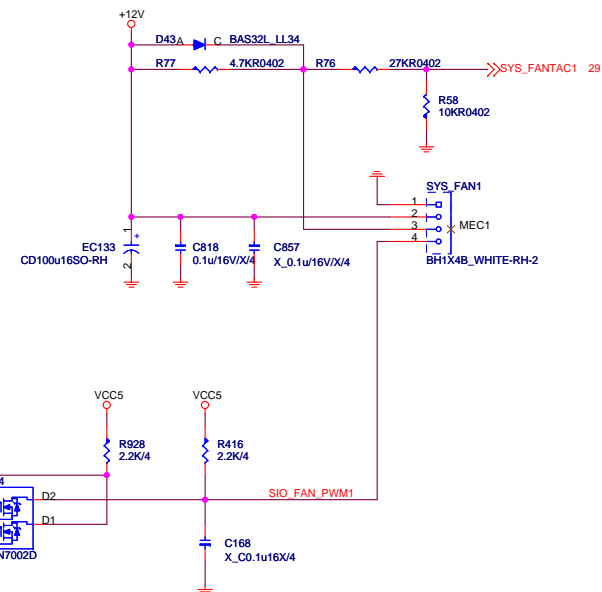 +12V
D43 A C BAS32L_LL34
R77 4.7KR0402 R76 27KR0402
SYS_FANTAC1 29
R58
10KR0402
SYS_FAN1
1
2
3
4
MEC1
BH1X4B_WHITE-RH-2
1
+
EC133
CD100u16SO-RH
2
C818
0.1u/16V/X/4
C857
X_0.1u/16V/X/4
VCC5 VCC5
R928
2.2K/4
R416
2.2K/4
4
D2
SIO_FAN_PWM1
D1
N7002D
C168
X_C0.1u16X/4